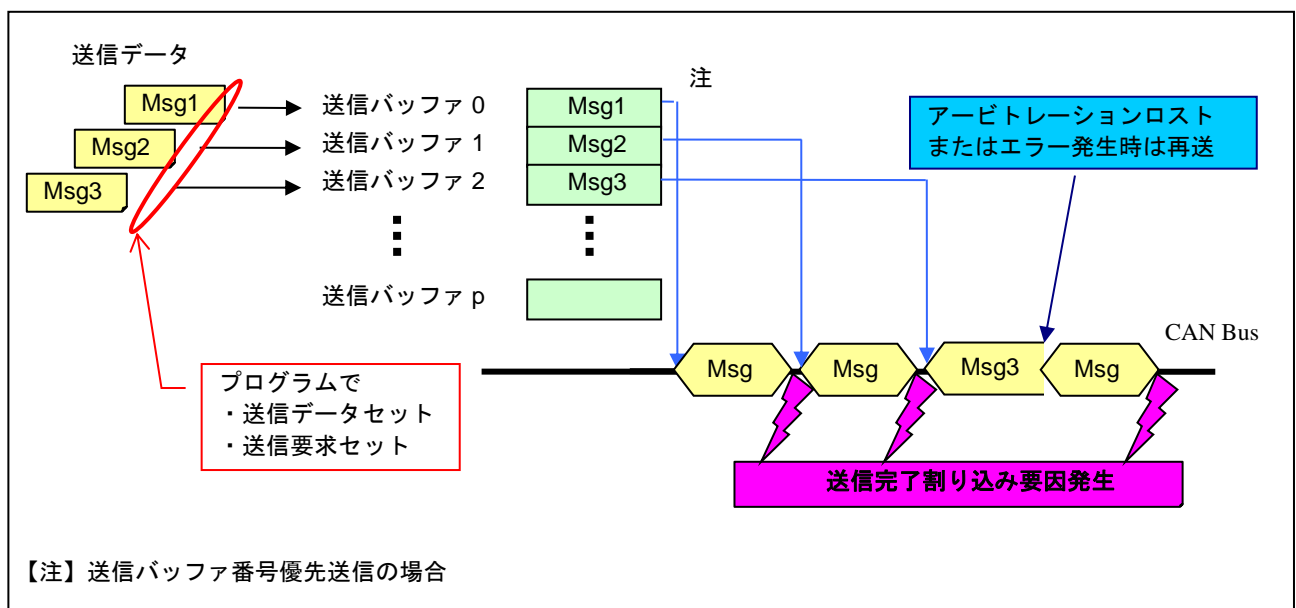 送信データ
注
Msg1
送信バッファ 0
Msg1
Msg2
送信バッファ 1
Msg2
Msg3
送信バッファ 2
Msg3
アービトレーションロスト
またはエラー発生時は再送
送信バッファ p
CAN Bus
Msg
Msg
Msg3
Msg
プログラムで
・送信データセット
・送信要求セット
送信完了割り込み要因発生
【注】送信バッファ番号優先送信の場合